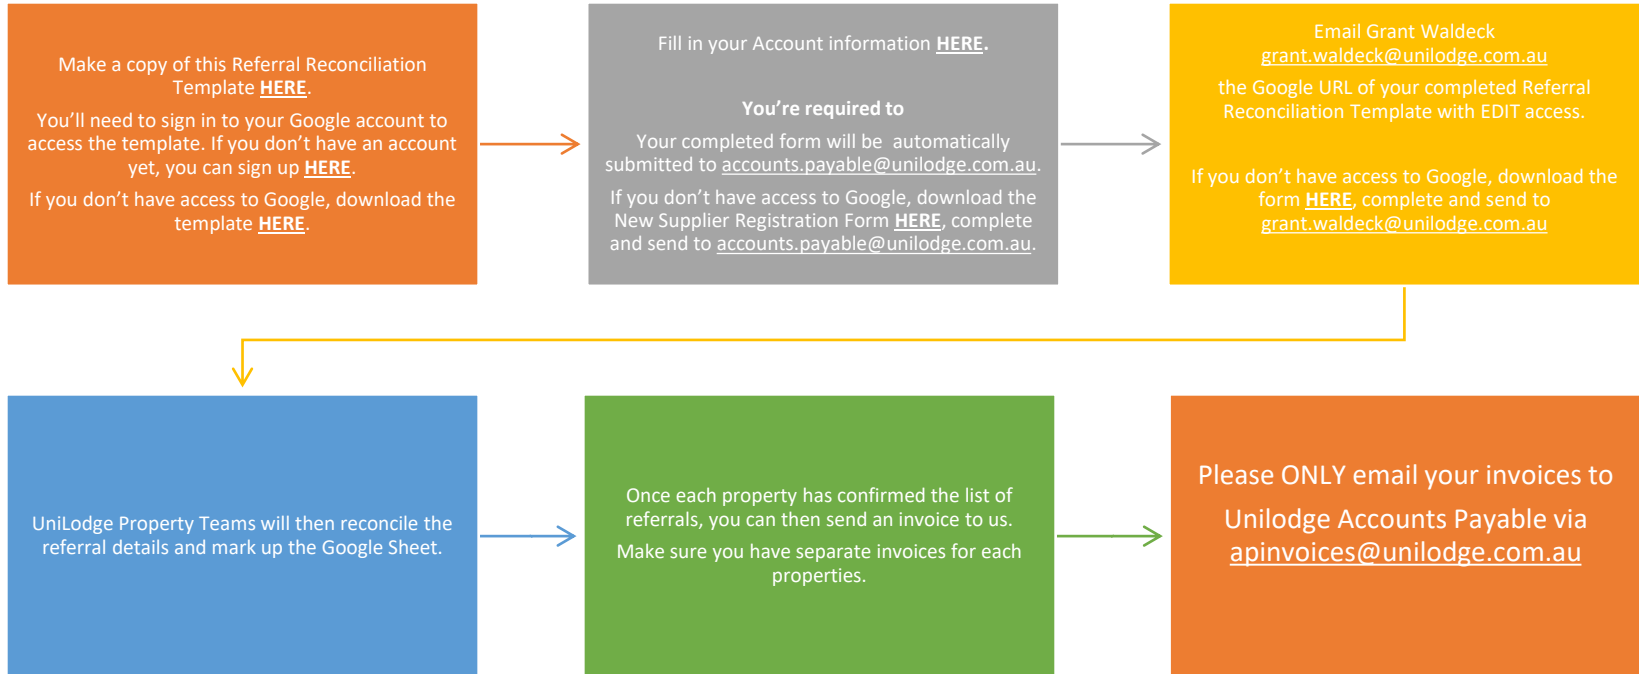 Make a copy of this Referral Reconciliation
Template HERE.
You’ll need to sign in to your Google account to
access the template. If you don’t have an account
yet, you can sign up HERE.
If you don’t have access to Google, download the
template HERE.
Fill in your Account information HERE.
You’re required to
Your completed form will be  automatically
submitted to accounts.payable@unilodge.com.au.
If you don’t have access to Google, download the
New Supplier Registration Form HERE, complete
and send to accounts.payable@unilodge.com.au.
Email Grant Waldeck
grant.waldeck@unilodge.com.au
the Google URL of your completed Referral
Reconciliation Template with EDIT access.
If you don’t have access to Google, download the
form HERE, complete and send to
grant.waldeck@unilodge.com.au
UniLodge Property Teams will then reconcile the
referral details and mark up the Google Sheet.
Once each property has confirmed the list of
referrals, you can then send an invoice to us.
Make sure you have separate invoices for each
properties.
Please ONLY email your invoices to
Unilodge Accounts Payable via
apinvoices@unilodge.com.au